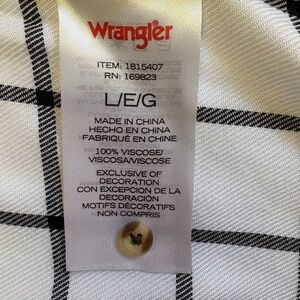 Wrangler
ITEM: 1815407
RN: 169823
L/E/G
MADE IN CHINA
HECHO EN CHINA
FABRIQUÉ EN CHINE
100% VISCOSE/
VISCOSA/VISCOSE
EXCLUSIVE OF
DECORATION
CON EXCEPCIÓN DE LA
DECORACIÓN
MOTIFS DÉCORATIFS
NON COMPRIS